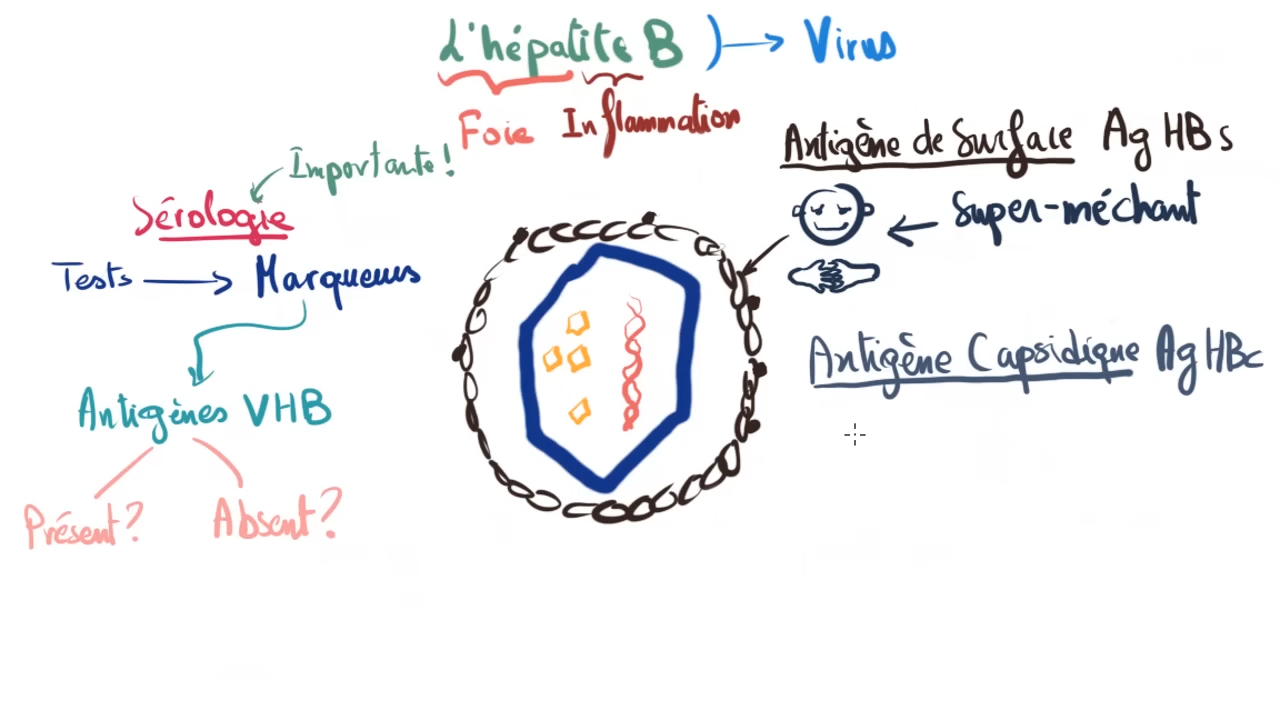 L'hépatite B ) → Virus
Foie Inflammation
Importante !
Sérologie
Tests → Marqueurs
Antigènes VHB
Présent ? Absent ?
Antigène de Surface Ag HBs
Super-méchant
Antigène Capsidique Ag HBc